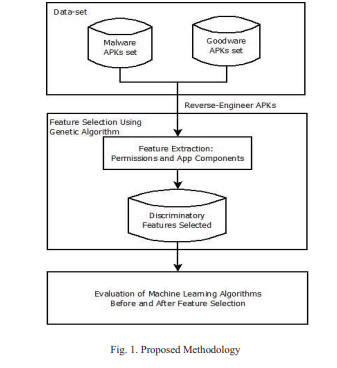 Data-set
Malware
APKs set
Goodware
APKs set
Reverse-Engineer APKs
Feature Selection Using
Genetic Algorithm
Feature Extraction:
Permissions and App Components
Discriminatory
Features Selected
Evaluation of Machine Learning Algorithms
Before and After Feature Selection
Fig. 1. Proposed Methodology